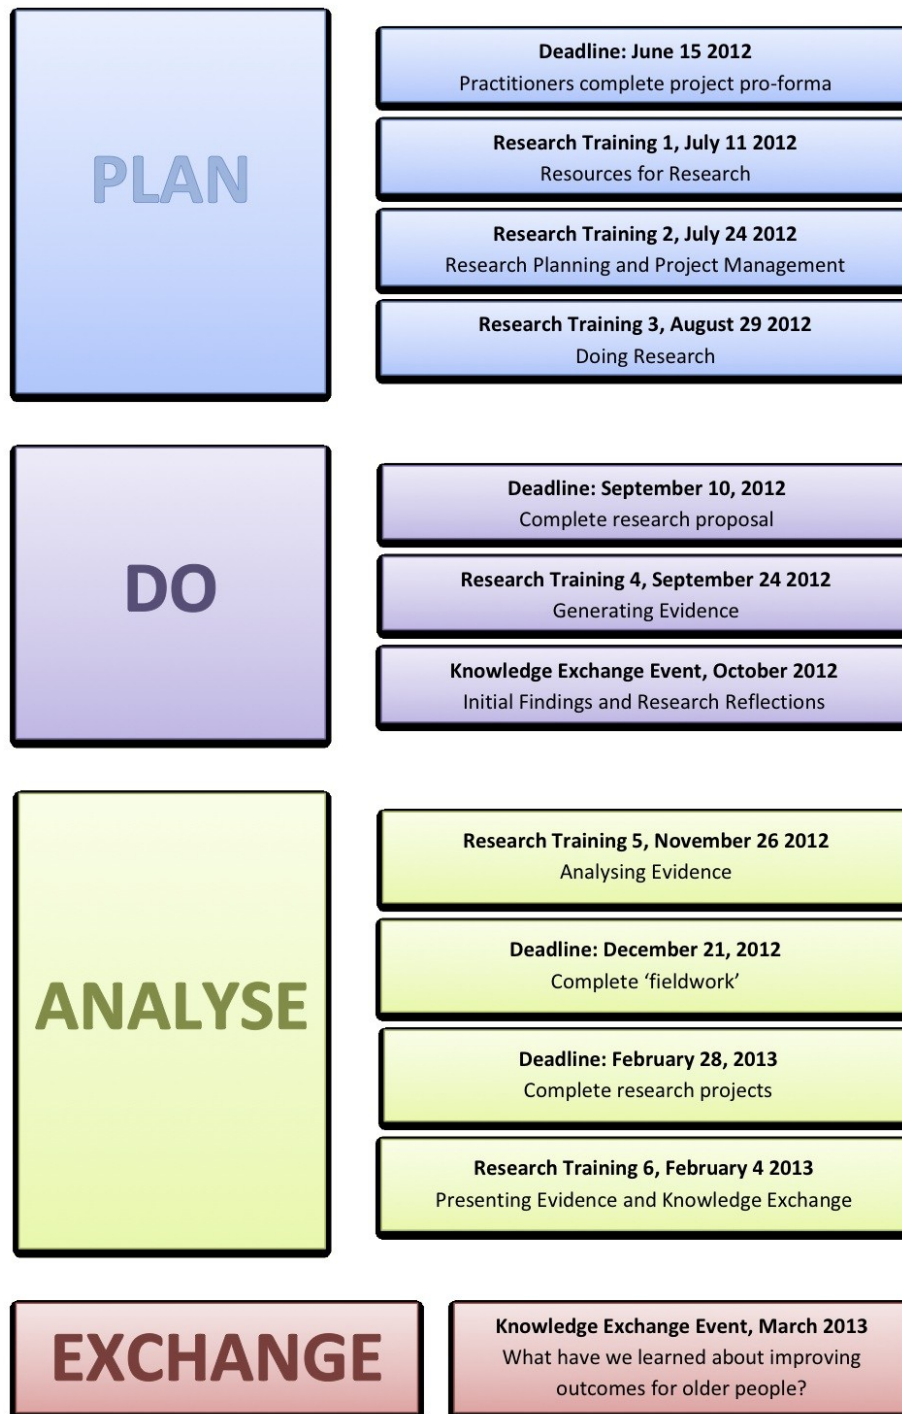 PLAN
Deadline: June 15 2012
Practitioners complete project pro-forma
Research Training 1, July 11 2012
Resources for Research
Research Training 2, July 24 2012
Research Planning and Project Management
Research Training 3, August 29 2012
Doing Research
DO
Deadline: September 10, 2012
Complete research proposal
Research Training 4, September 24 2012
Generating Evidence
Knowledge Exchange Event, October 2012
Initial Findings and Research Reflections
ANALYSE
Research Training 5, November 26 2012
Analysing Evidence
Deadline: December 21, 2012
Complete ‘fieldwork’
Deadline: February 28, 2013
Complete research projects
Research Training 6, February 4 2013
Presenting Evidence and Knowledge Exchange
EXCHANGE
Knowledge Exchange Event, March 2013
What have we learned about improving
outcomes for older people?